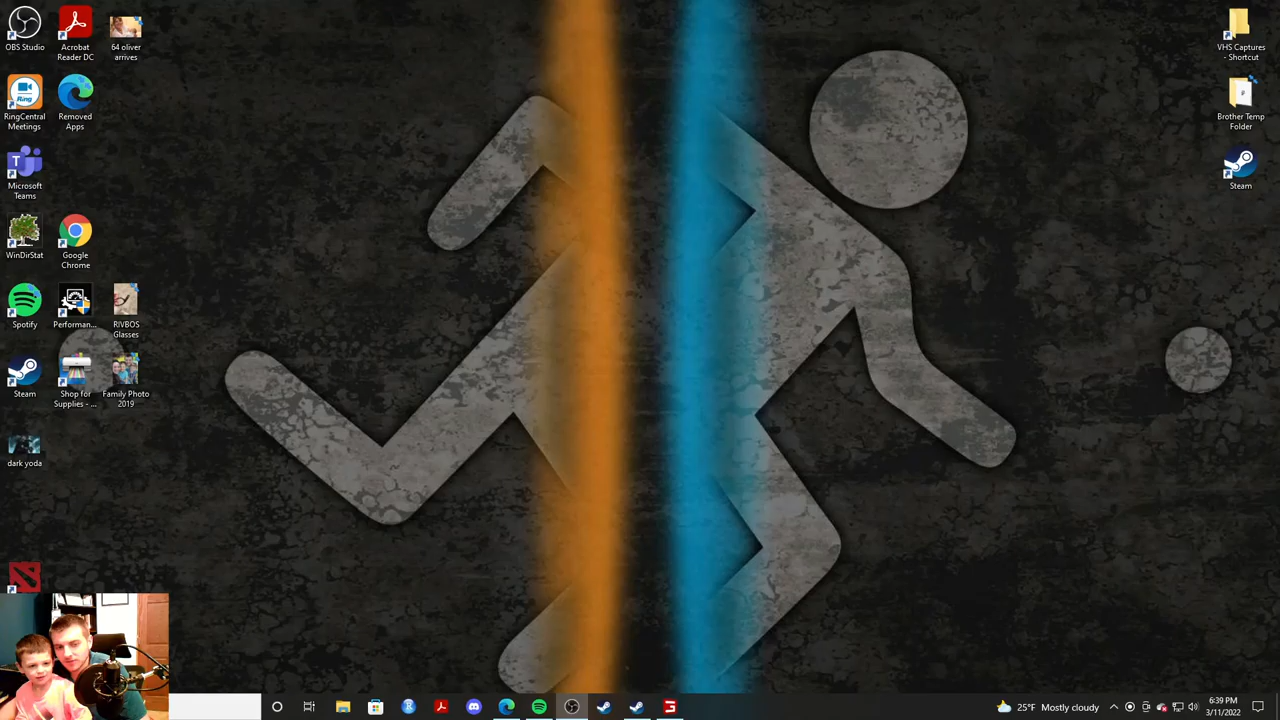 OBS Studio
Acrobat
Reader DC
64 oliver
arrives
Ring
RingCentral
Meetings
Removed
Apps
Microsoft
Teams
WinDirStat
Google
Chrome
Spotify
Performan...
RIVBOS
Glasses
Steam
Shop for
Supplies - ...
Family Photo
2019
dark yoda
VHS Captures
- Shortcut
Brother Temp
Folder
Steam
25°F Mostly cloudy
6:39 PM
3/11/2022